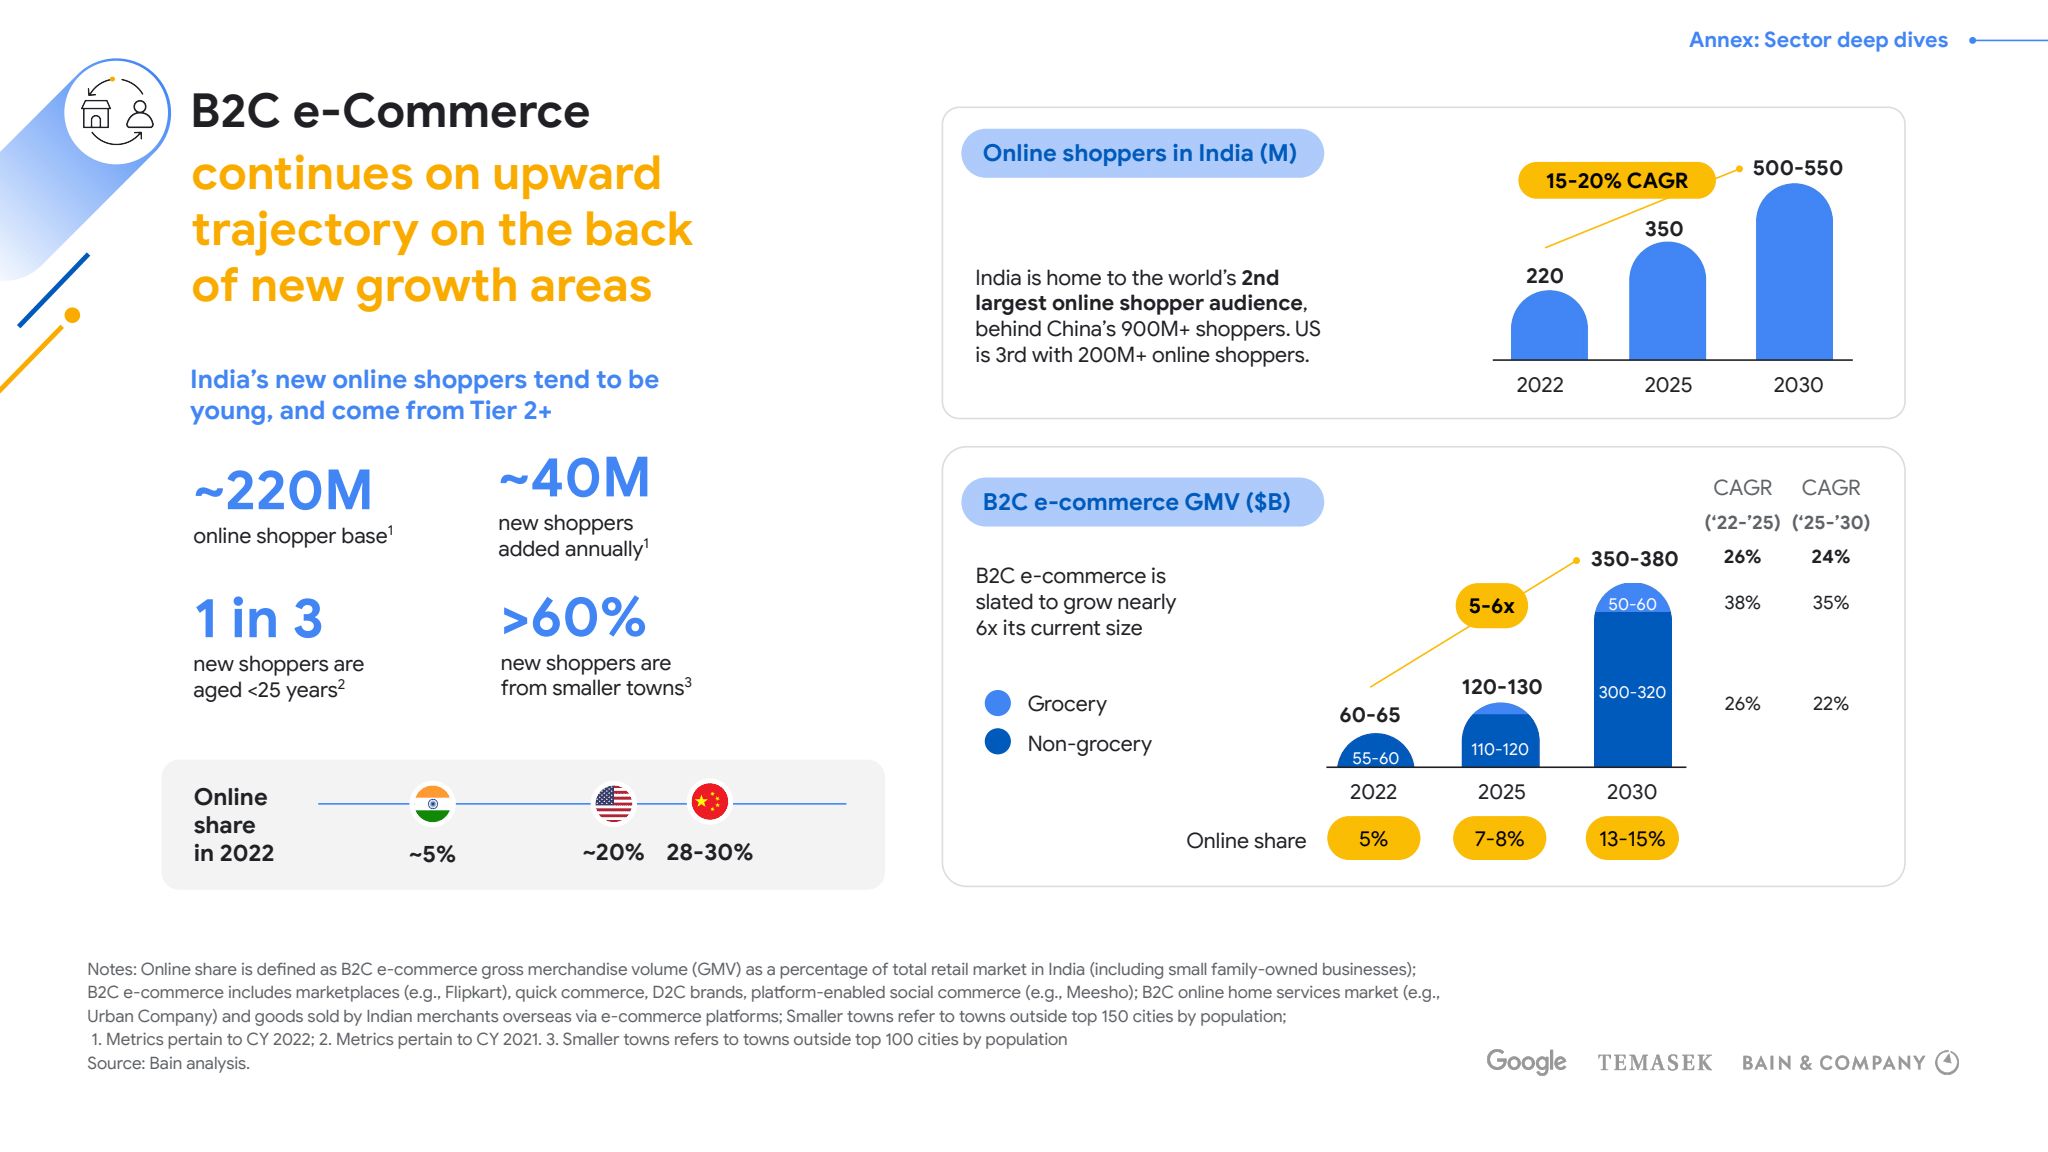 Annex: Sector deep dives
B2C e-Commerce
continues on upward
trajectory on the back
of new growth areas
India’s new online shoppers tend to be
young, and come from Tier 2+
~220M
online shopper base1
~40M
new shoppers
added annually1
1 in 3
new shoppers are
aged <25 years2
>60%
new shoppers are
from smaller towns3
Online
share
in 2022
~5%
~20%
28-30%
Online shoppers in India (M)
India is home to the world’s 2nd
largest online shopper audience,
behind China’s 900M+ shoppers. US
is 3rd with 200M+ online shoppers.
15-20% CAGR
500-550
350
220
2022
2025
2030
B2C e-commerce GMV ($B)
B2C e-commerce is
slated to grow nearly
6x its current size
Grocery
Non-grocery
5-6x
350-380
50-60
300-320
120-130
110-120
60-65
55-60
2022
2025
2030
Online share
5%
7-8%
13-15%
CAGR CAGR
(‘22-’25) (‘25-’30)
26% 24%
38% 35%
26% 22%
Notes: Online share is defined as B2C e-commerce gross merchandise volume (GMV) as a percentage of total retail market in India (including small family-owned businesses);
B2C e-commerce includes marketplaces (e.g., Flipkart), quick commerce, D2C brands, platform-enabled social commerce (e.g., Meesho); B2C online home services market (e.g.,
Urban Company) and goods sold by Indian merchants overseas via e-commerce platforms; Smaller towns refer to towns outside top 150 cities by population;
1. Metrics pertain to CY 2022; 2. Metrics pertain to CY 2021. 3. Smaller towns refers to towns outside top 100 cities by population
Source: Bain analysis.
Google TEMASEK BAIN & COMPANY